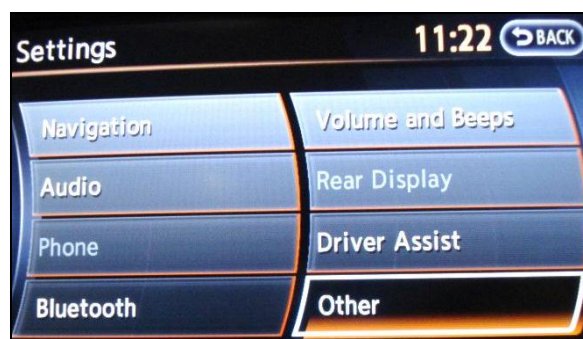 Settings
11:22
BACK
Navigation
Volume and Beeps
Audio
Rear Display
Phone
Driver Assist
Bluetooth
Other